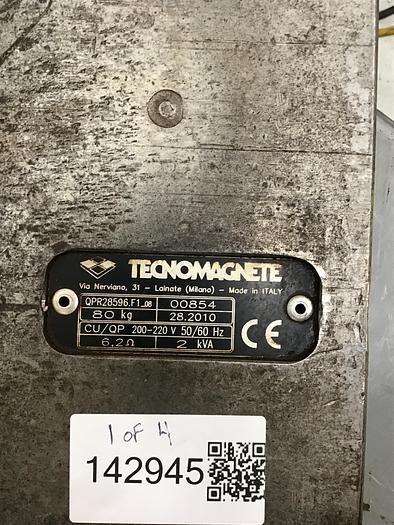 TECNOMAGNETE
Via Nerviano, 31 – Lainate (Milano) – Made in ITALY
QPR28596.F1_08 00854
80 kg 28.2010
CU/QP 200-220 V 50/60 Hz
6,2Ω 2 kVA
CE
1 of 4
142945